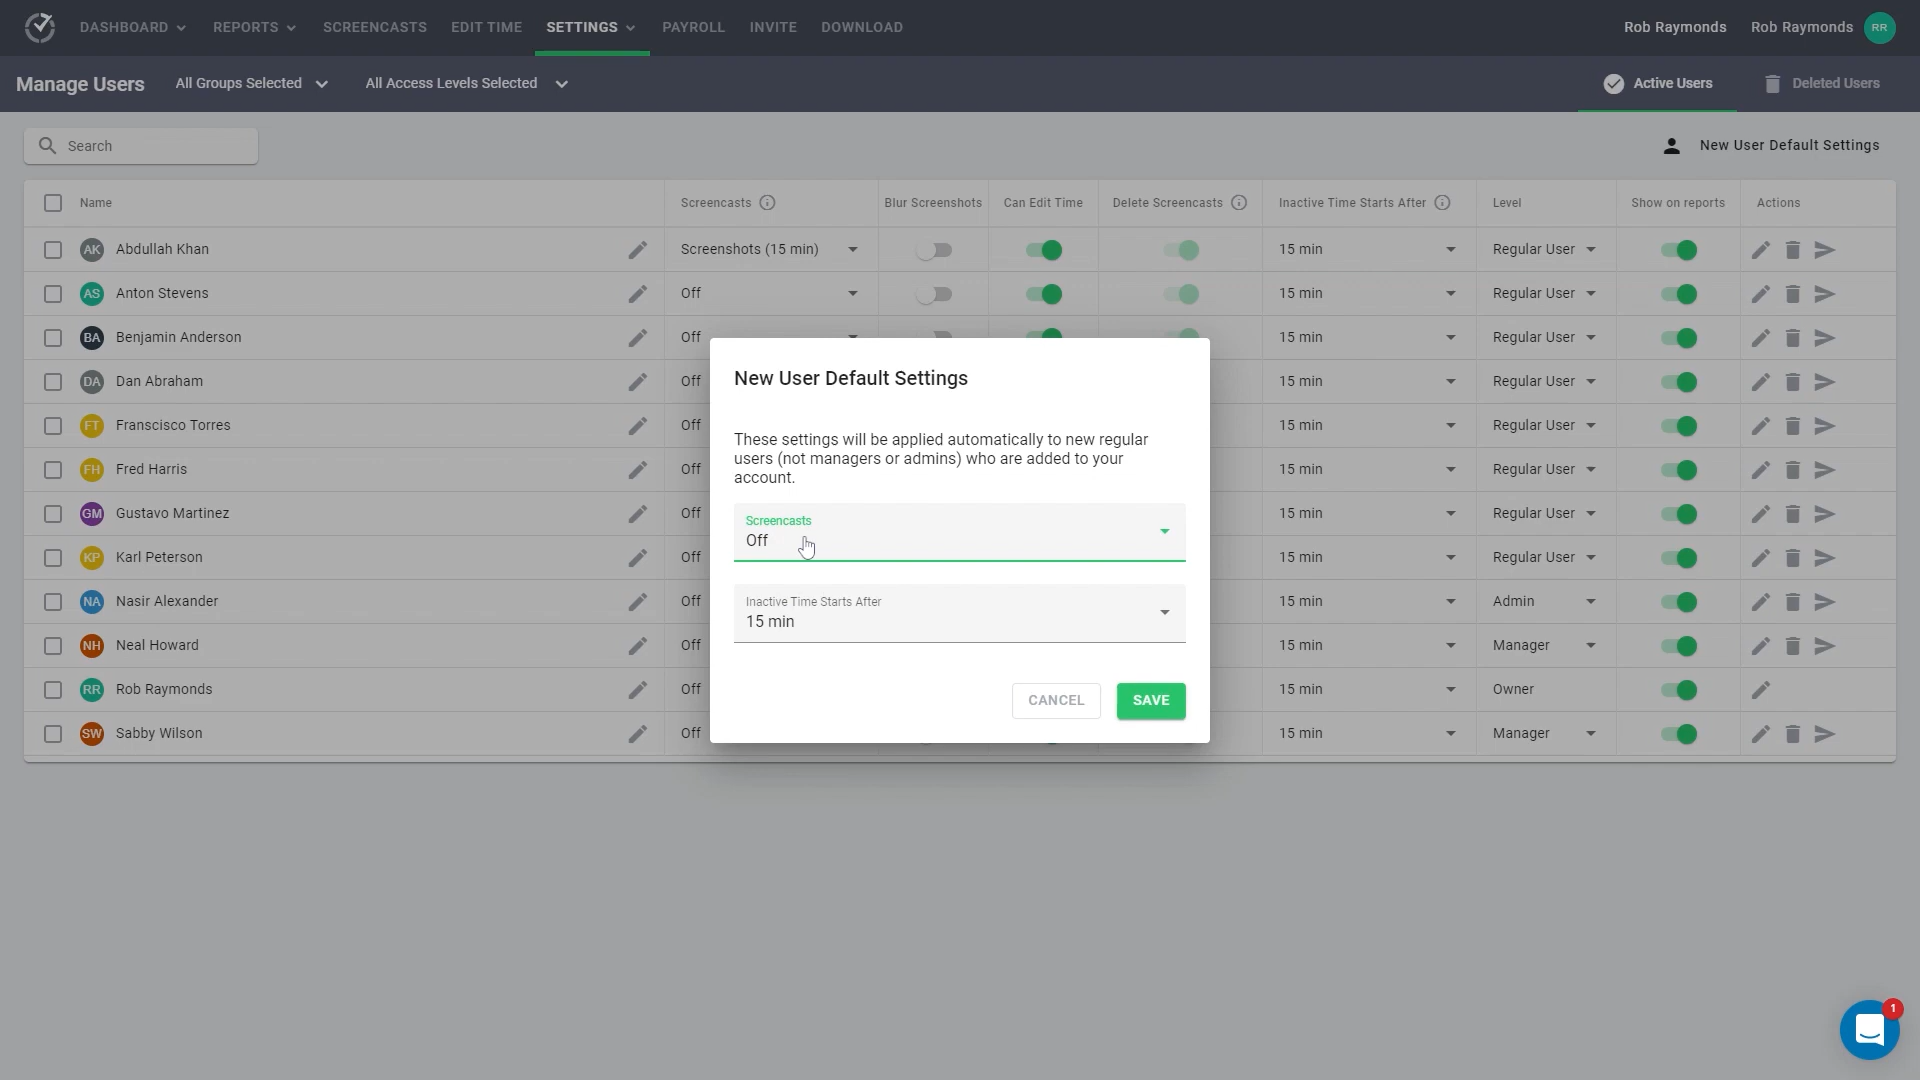 DASHBOARD REPORTS SCREENCASTS EDIT TIME SETTINGS PAYROLL INVITE DOWNLOAD Rob Raymonds Rob Raymonds RR
Manage Users All Groups Selected All Access Levels Selected Active Users Deleted Users
Search New User Default Settings
Name Screencasts Blur Screenshots Can Edit Time Delete Screencasts Inactive Time Starts After Level Show on reports Actions
AK Abdullah Khan Screenshots (15 min) 15 min Regular User
AS Anton Stevens Off 15 min Regular User
BA Benjamin Anderson Off 15 min Regular User
DA Dan Abraham Off 15 min Regular User
FT Franscisco Torres Off 15 min Regular User
FH Fred Harris Off 15 min Regular User
GM Gustavo Martinez Off 15 min Regular User
KP Karl Peterson Off 15 min Regular User
NA Nasir Alexander Off 15 min Admin
NH Neal Howard Off 15 min Manager
RR Rob Raymonds Off 15 min Owner
SW Sabby Wilson Off 15 min Manager
New User Default Settings
These settings will be applied automatically to new regular
users (not managers or admins) who are added to your
account.
Screencasts
Off
Inactive Time Starts After
15 min
CANCEL SAVE
1